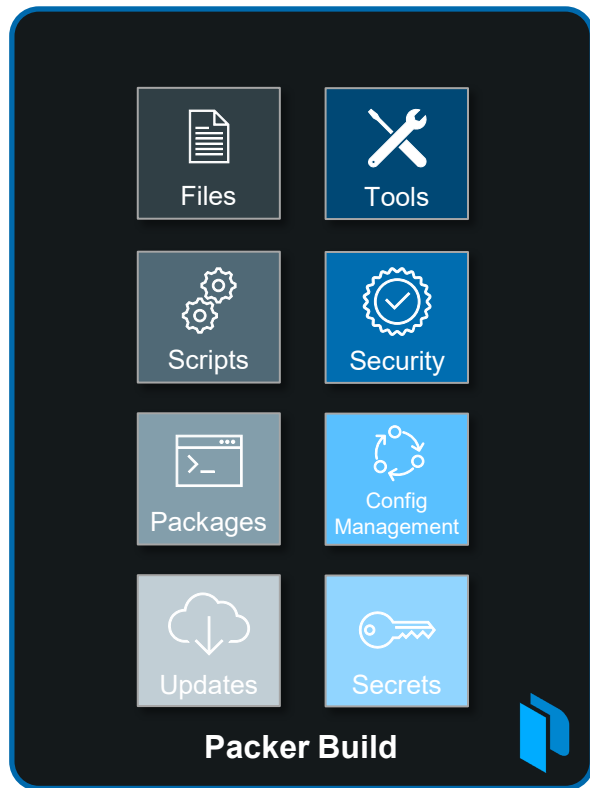 Files
Tools
Scripts
Security
Packages
Config
Management
Updates
Secrets
Packer Build